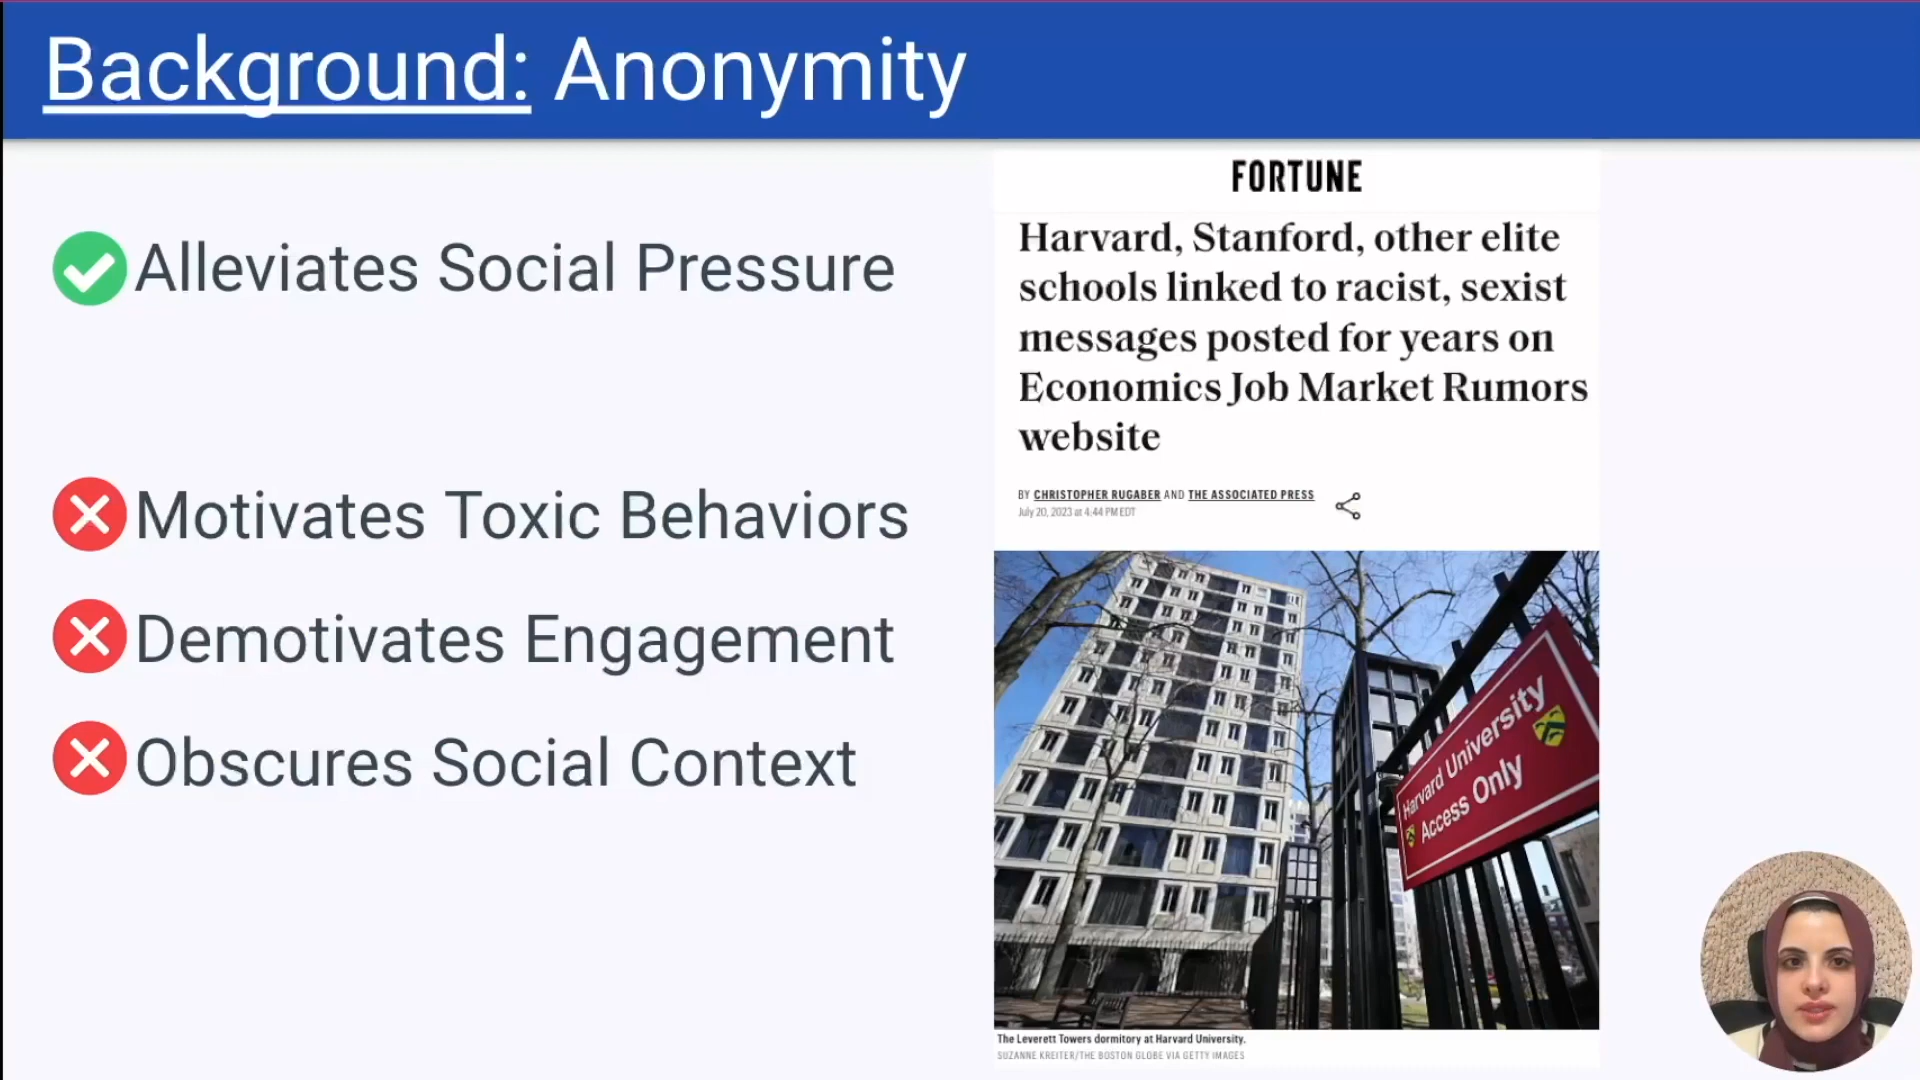 Background: Anonymity
Alleviates Social Pressure
Motivates Toxic Behaviors
Demotivates Engagement
Obscures Social Context
FORTUNE
Harvard, Stanford, other elite
schools linked to racist, sexist
messages posted for years on
Economics Job Market Rumors
website
BY CHRISTOPHER RUGABER AND THE ASSOCIATED PRESS
July 20, 2023 at 4:44 PM EDT
Harvard University
Access Only
The Leverett Towers dormitory at Harvard University.
SUZANNE KREITER/THE BOSTON GLOBE VIA GETTY IMAGES